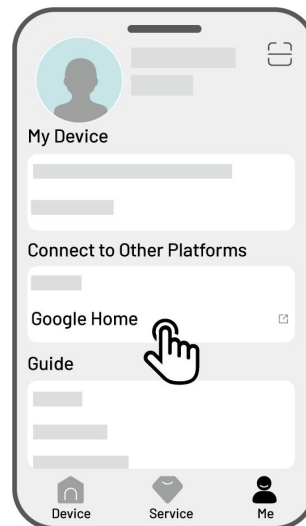 My Device
Connect to Other Platforms
Google Home
Guide
Device Service Me